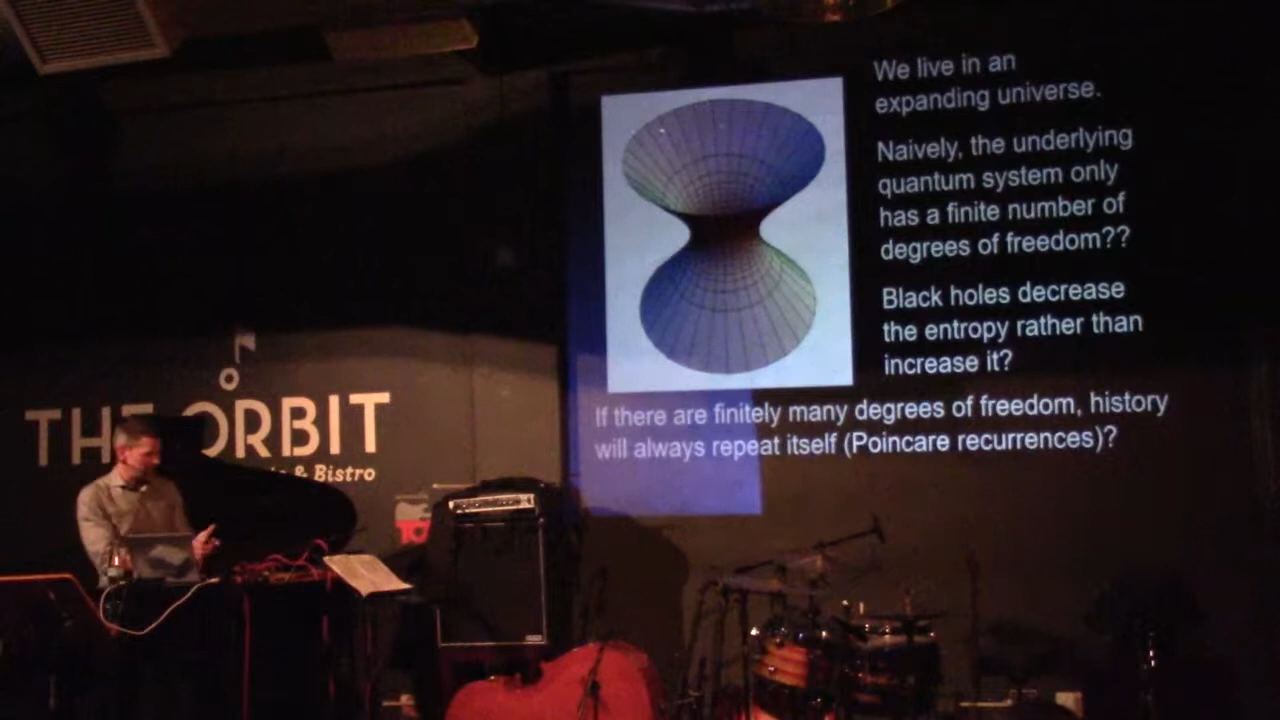 We live in an
expanding universe.
Naively, the underlying
quantum system only
has a finite number of
degrees of freedom??
Black holes decrease
the entropy rather than
increase it?
If there are finitely many degrees of freedom, history
will always repeat itself (Poincare recurrences)?
THE ORBIT
& Bistro